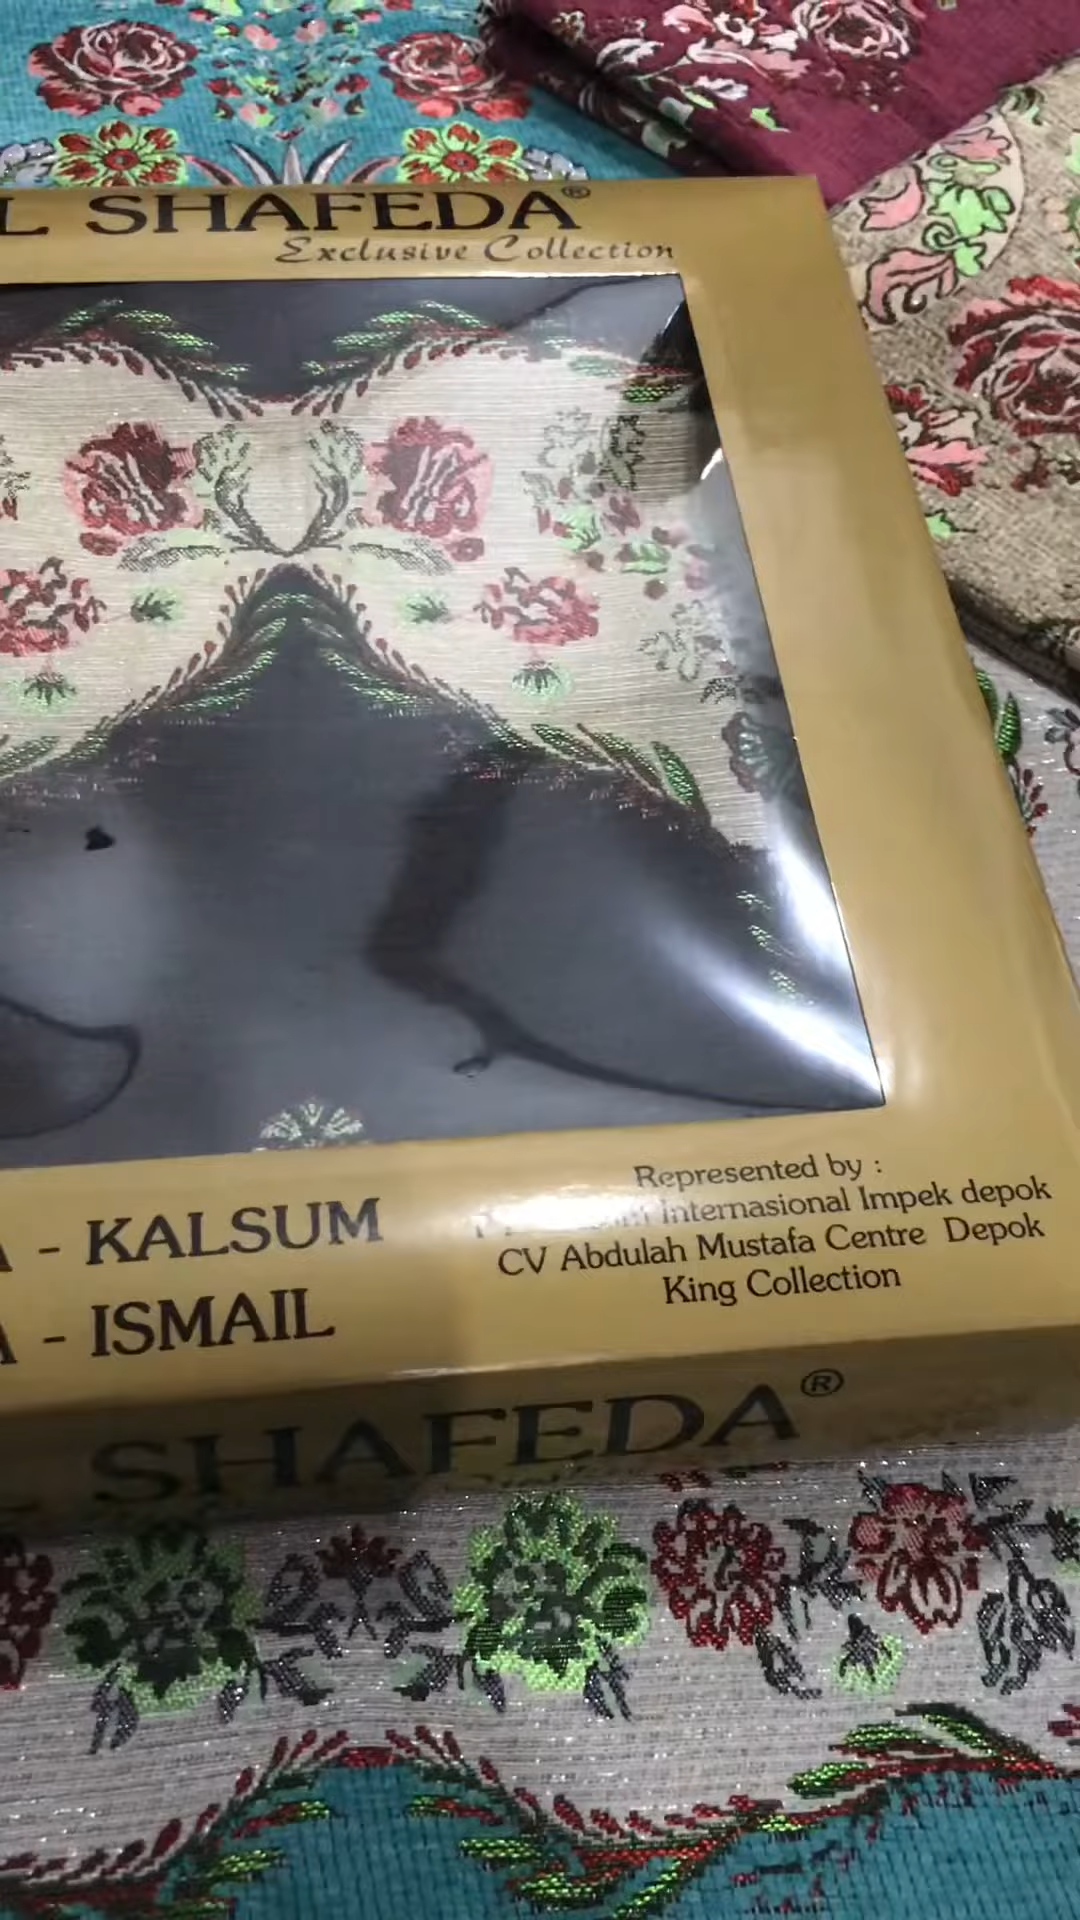 SHAFEDA®
Exclusive Collection
- KALSUM
- ISMAIL
Represented by :
Internasional Impek depok
CV Abdulah Mustafa Centre Depok
King Collection
SHAFEDA®